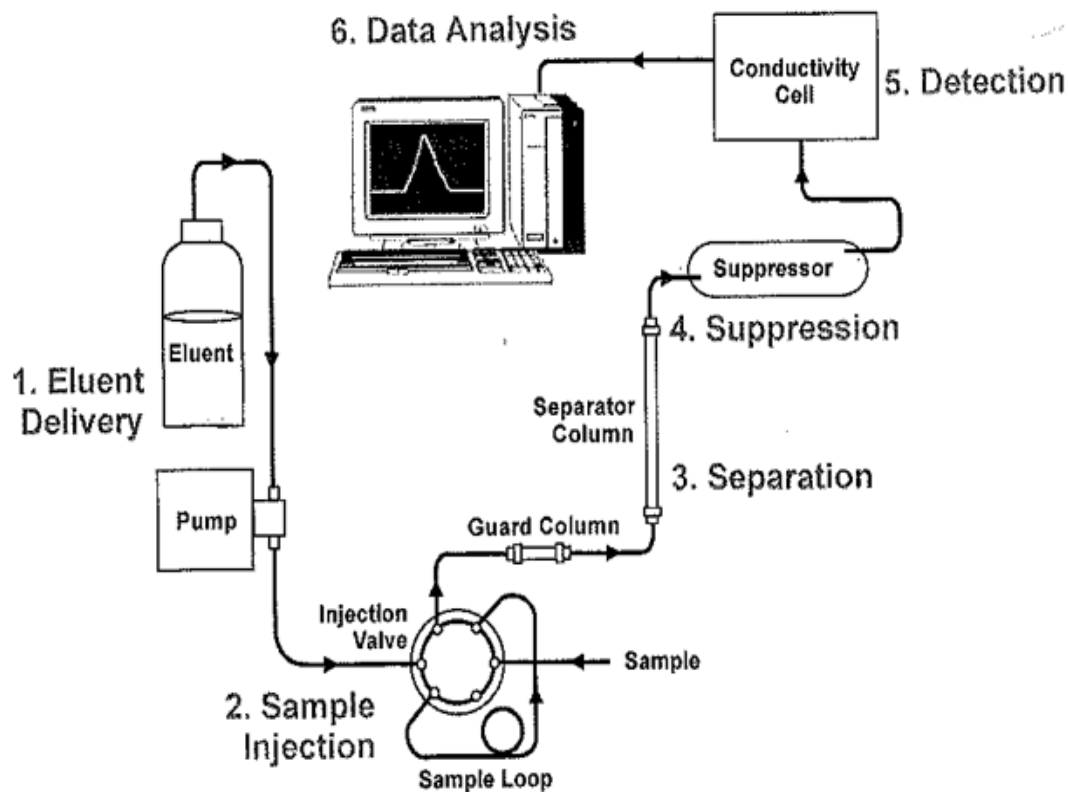 6. Data Analysis
Conductivity
Cell
5. Detection
Suppressor
4. Suppression
Eluent
1. Eluent
Delivery
Separator
Column
3. Separation
Pump
Guard Column
Injection
Valve
Sample
2. Sample
Injection
Sample Loop